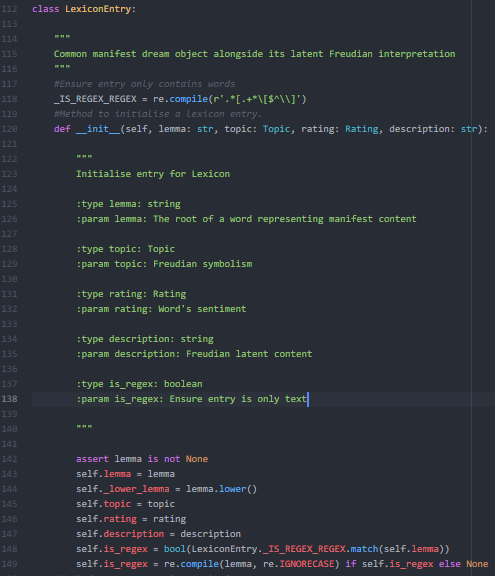 112 class LexiconEntry:
113
114 """
115 Common manifest dream object alongside its latent Freudian interpretation
116 """
117 #Ensure entry only contains words
118 _IS_REGEX_REGEX = re.compile(r'.*[.+*\[$^\\]')
119 #Method to initialise a lexicon entry.
120 def __init__(self, lemma: str, topic: Topic, rating: Rating, description: str):
121
122 """
123 Initialise entry for Lexicon
124
125 :type lemma: string
126 :param lemma: The root of a word representing manifest content
127
128 :type topic: Topic
129 :param topic: Freudian symbolism
130
131 :type rating: Rating
132 :param rating: Word's sentiment
133
134 :type description: string
135 :param description: Freudian latent content
136
137 :type is_regex: boolean
138 :param is_regex: Ensure entry is only text
139
140 """
141
142 assert lemma is not None
143 self.lemma = lemma
144 self._lower_lemma = lemma.lower()
145 self.topic = topic
146 self.rating = rating
147 self.description = description
148 self.is_regex = bool(LexiconEntry._IS_REGEX_REGEX.match(self.lemma))
149 self.is_regex = re.compile(lemma, re.IGNORECASE) if self.is_regex else None